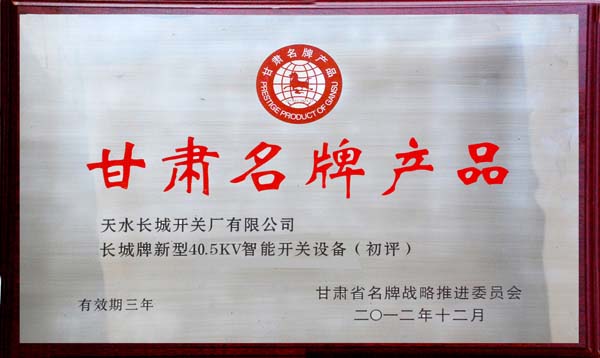 甘肃名牌产品
PRESTIGE PRODUCT OF GANSU
甘肃名牌产品
天水长城开关厂有限公司
长城牌新型40.5KV智能开关设备（初评）
有效期三年
甘肃省名牌战略推进委员会
二〇一二年十二月